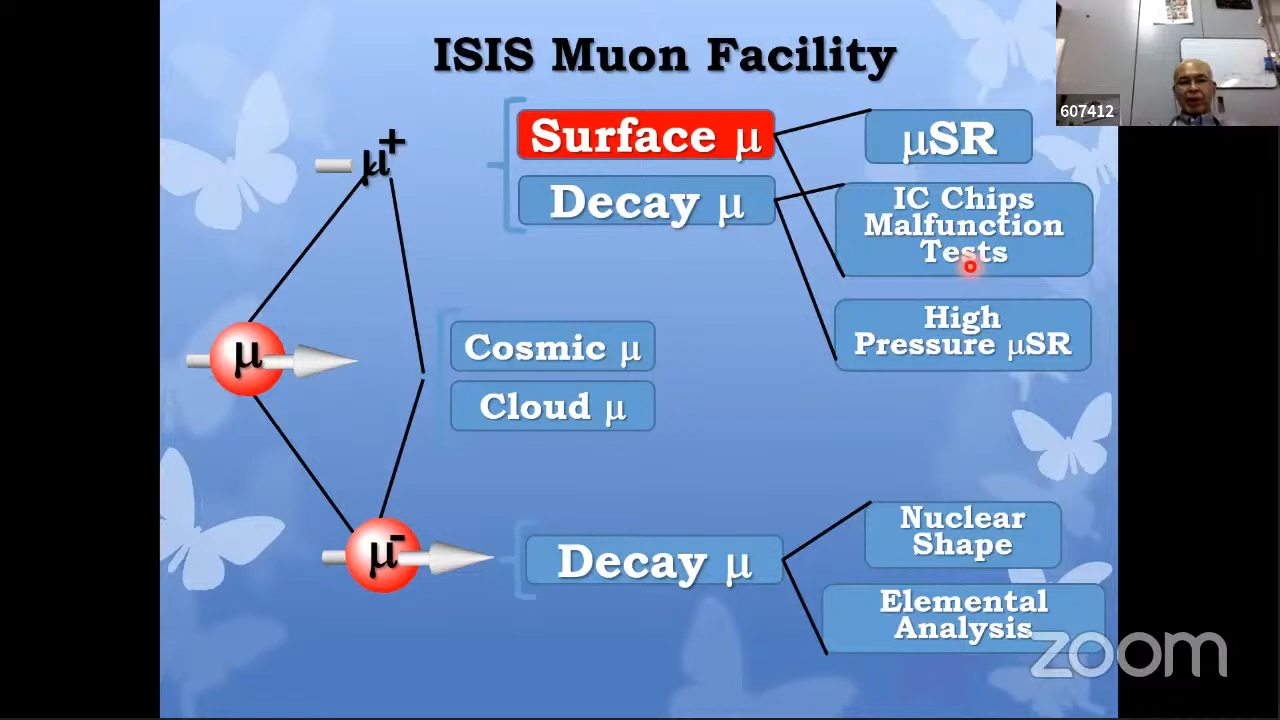 ISIS Muon Facility
607412
μ+
Surface μ
μSR
Decay μ
IC Chips
Malfunction
Tests
High
Pressure μSR
μ
Cosmic μ
Cloud μ
μ-
Decay μ
Nuclear
Shape
Elemental
Analysis
zoom